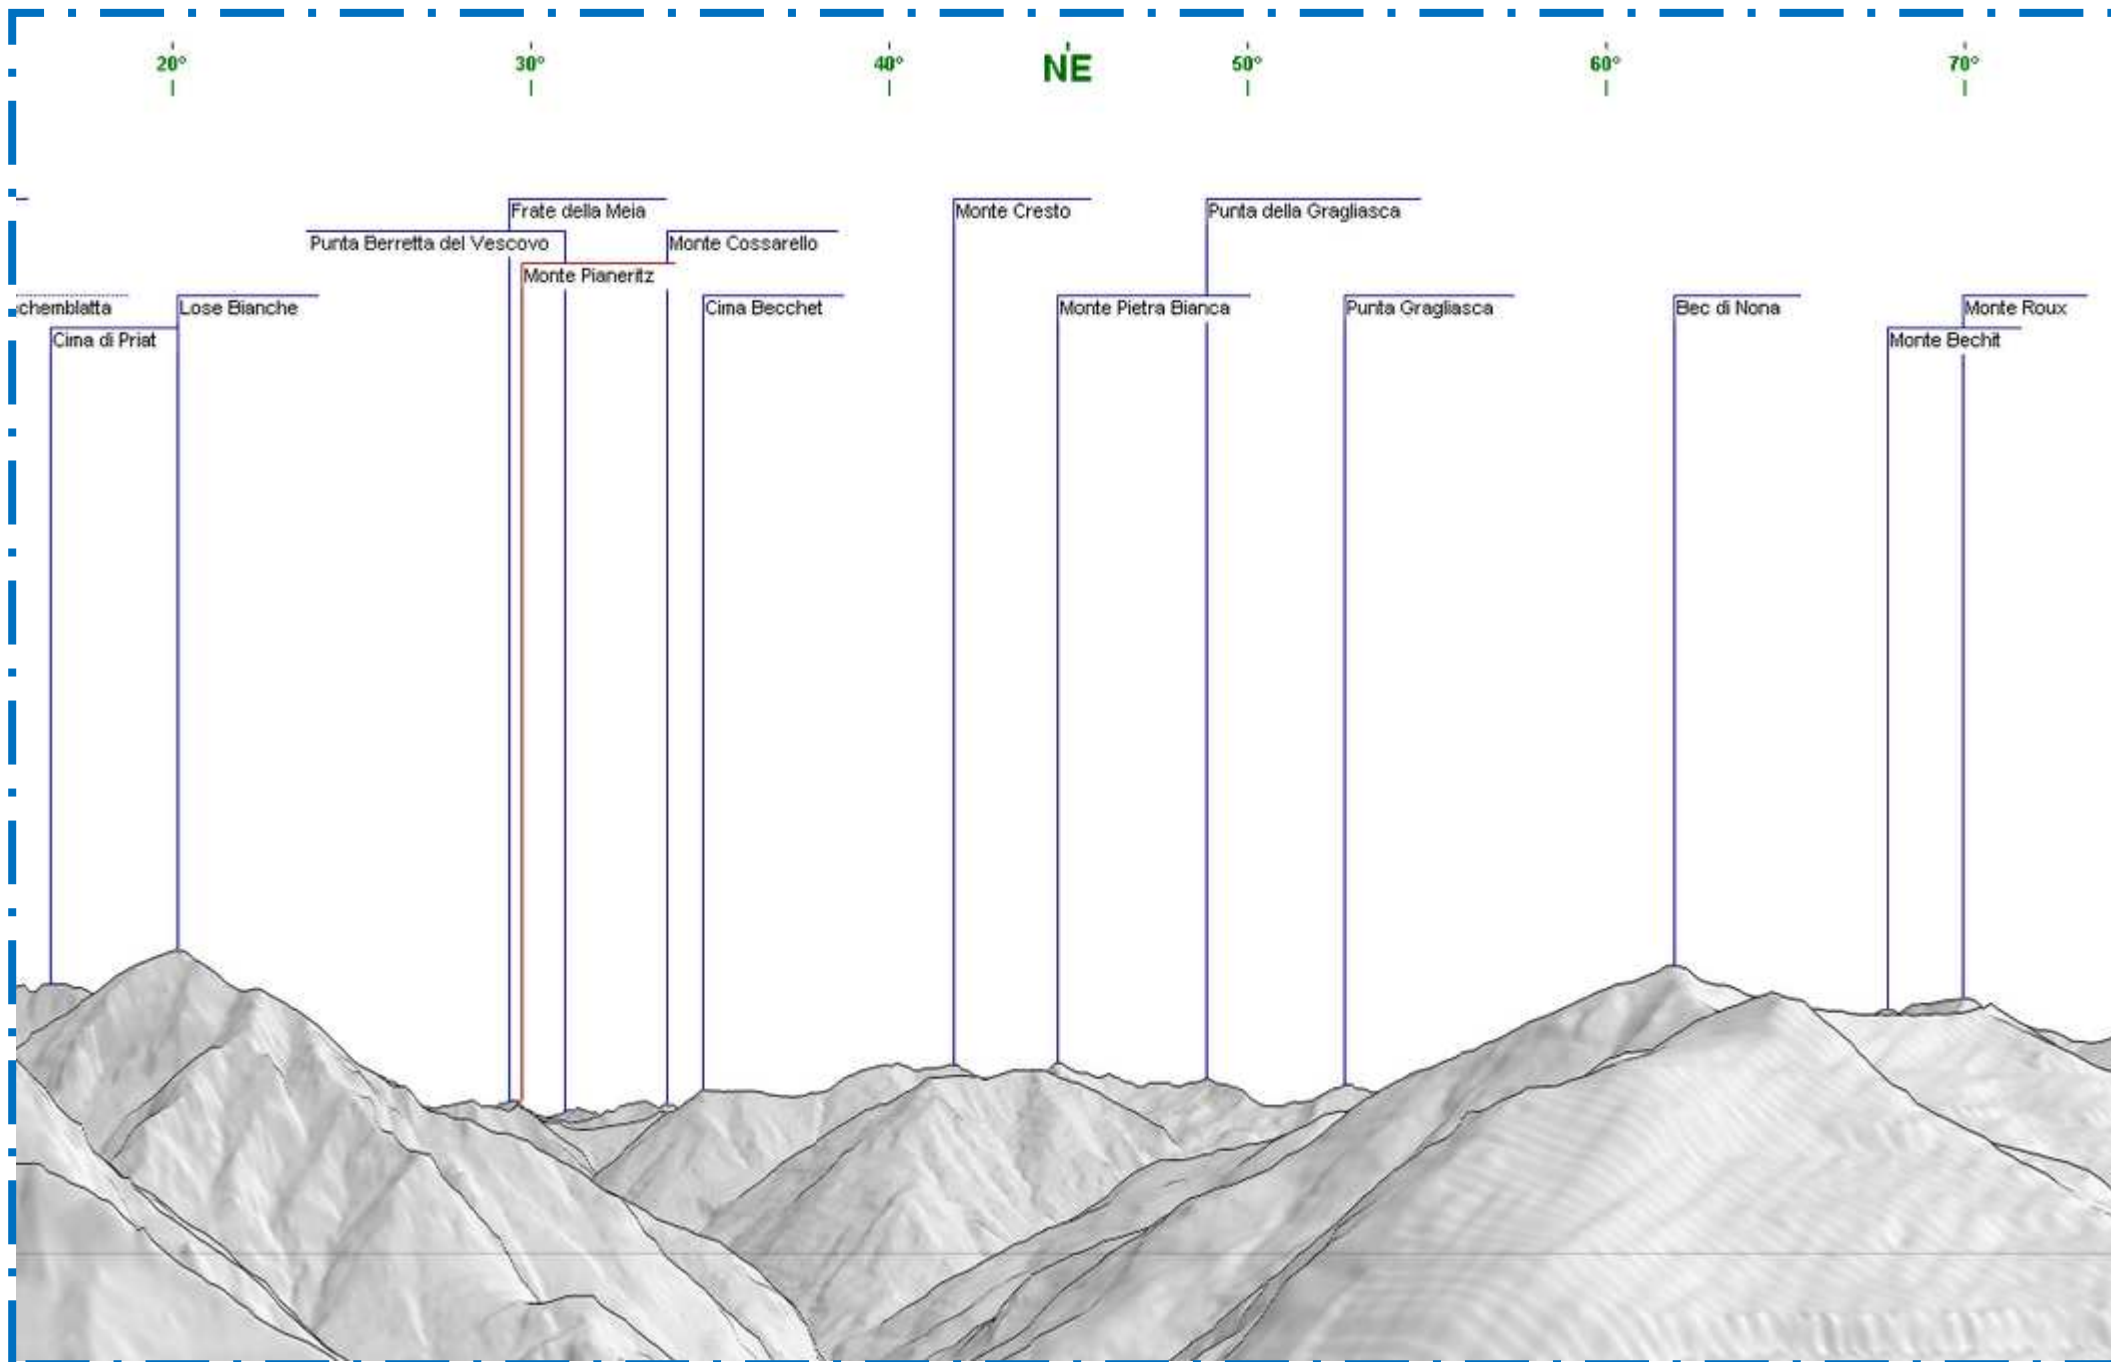 20° 30° 40° NE 50° 60° 70°
Frate della Meia Monte Cresto Punta della Gragliasca
Punta Berretta del Vescovo Monte Cossarello
Monte Pianeritz
chemblatta Lose Bianche Cima Becchet Monte Pietra Bianca Punta Gragliasca Bec di Nona Monte Roux
Cima di Priat Monte Bechit